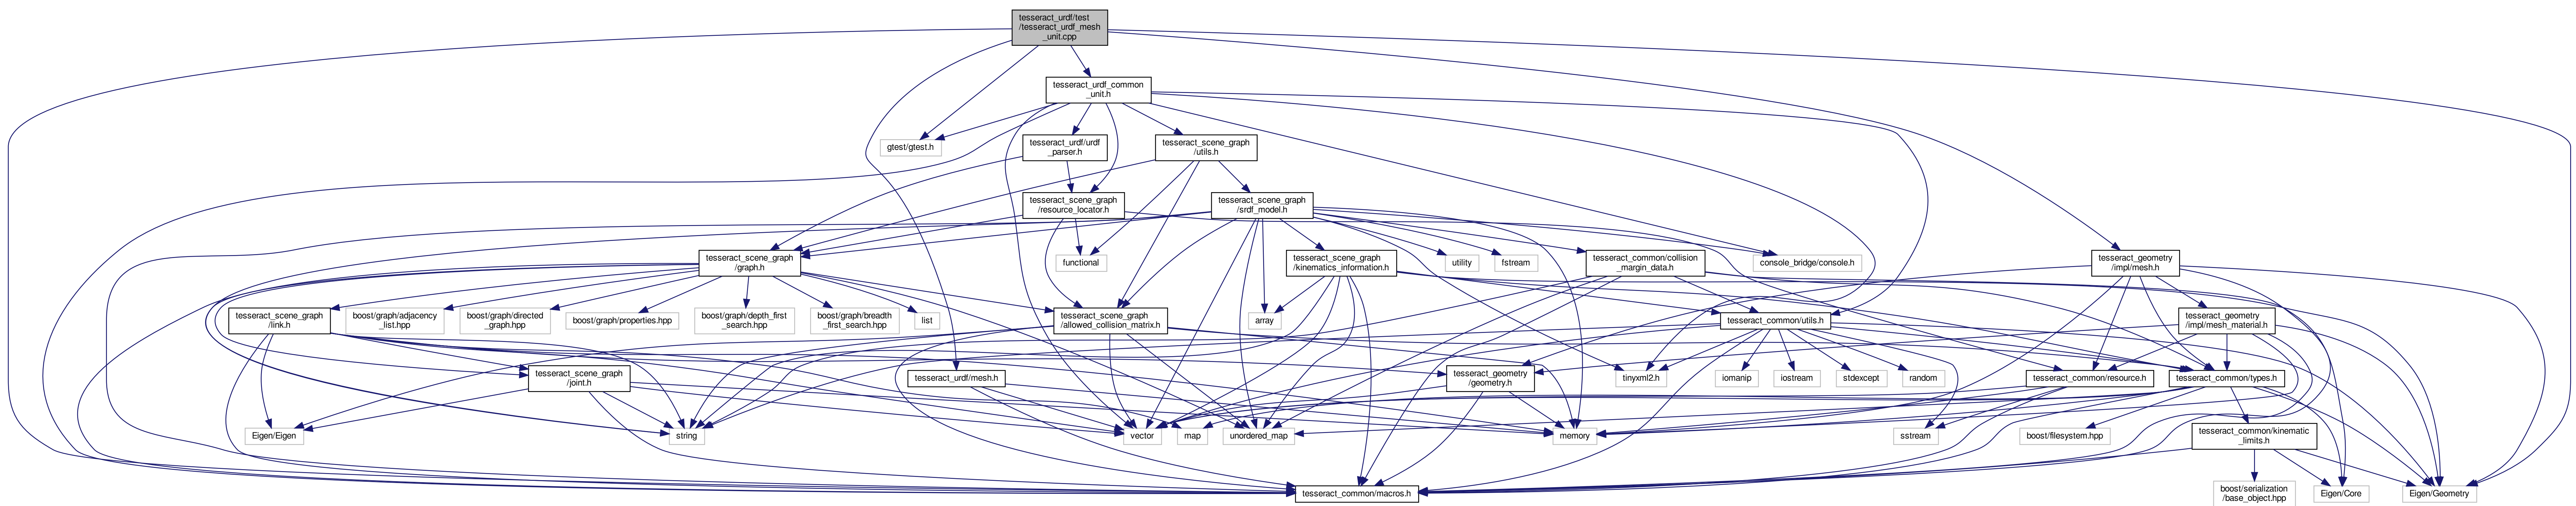 tesseract_urdf/test
/tesseract_urdf_mesh
_unit.cpp
tesseract_urdf_common
_unit.h
gtest/gtest.h
tesseract_urdf/urdf
_parser.h
tesseract_scene_graph
/utils.h
tesseract_scene_graph
/resource_locator.h
tesseract_scene_graph
/srdf_model.h
tesseract_scene_graph
/graph.h
functional
tesseract_scene_graph
/kinematics_information.h
utility
fstream
tesseract_common/collision
_margin_data.h
console_bridge/console.h
tesseract_geometry
/impl/mesh.h
tesseract_scene_graph
/link.h
boost/graph/adjacency
_list.hpp
boost/graph/directed
_graph.hpp
boost/graph/properties.hpp
boost/graph/depth_first
_search.hpp
boost/graph/breadth
_first_search.hpp
list
tesseract_scene_graph
/allowed_collision_matrix.h
array
tesseract_common/utils.h
tesseract_geometry
/impl/mesh_material.h
tesseract_scene_graph
/joint.h
tesseract_urdf/mesh.h
tesseract_geometry
/geometry.h
tinyxml2.h
iomanip
iostream
stdexcept
random
tesseract_common/resource.h
tesseract_common/types.h
Eigen/Eigen
string
vector
map
unordered_map
memory
sstream
boost/filesystem.hpp
tesseract_common/kinematic
_limits.h
tesseract_common/macros.h
boost/serialization
/base_object.hpp
Eigen/Core
Eigen/Geometry